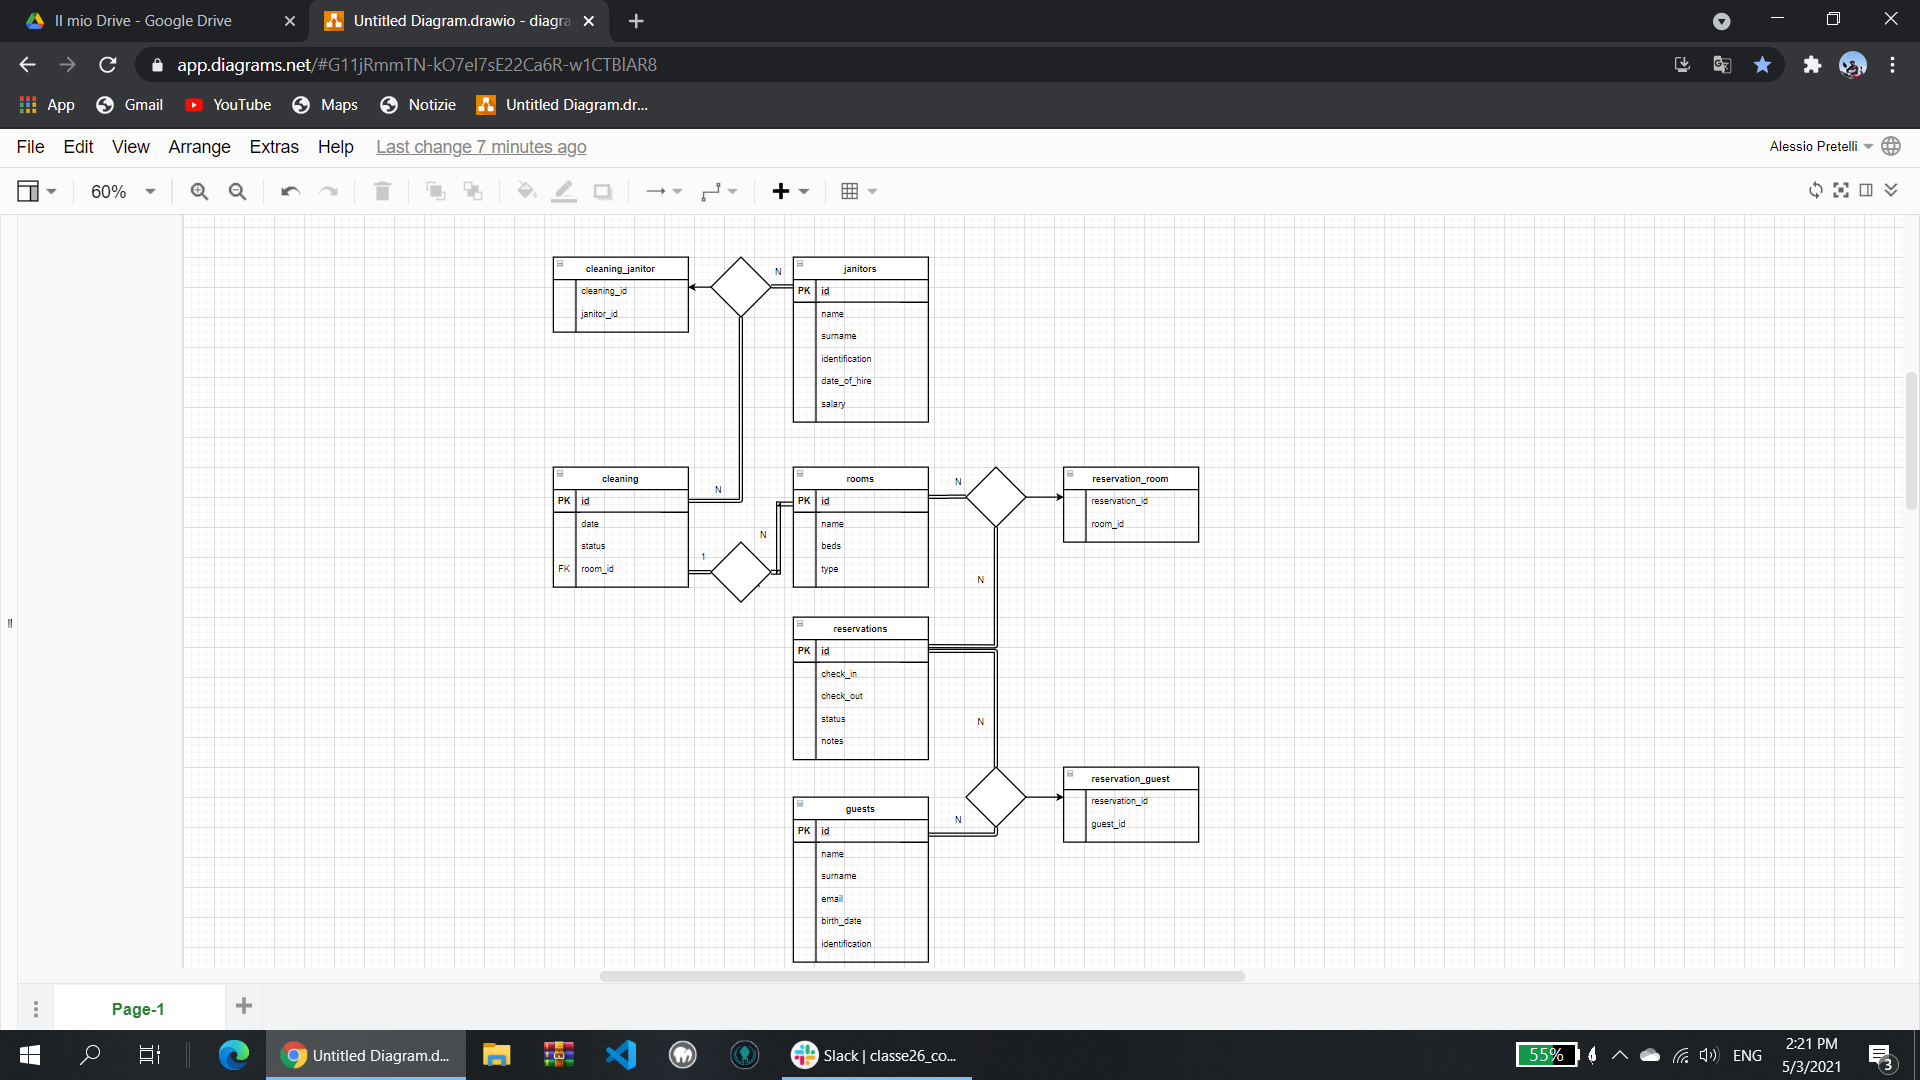 Il mio Drive - Google Drive
Untitled Diagram.drawio - diagra
app.diagrams.net/#G11jRmmTN-kO7eI7sE22Ca6R-w1CTBlAR8
App Gmail YouTube Maps Notizie Untitled Diagram.dr...
File Edit View Arrange Extras Help Last change 7 minutes ago
Alessio Pretelli
60%
cleaning_janitor
cleaning_id
janitor_id
N
janitors
PK id
name
surname
identification
date_of_hire
salary
cleaning
PK id
date
status
FK room_id
N
N
1
rooms
PK id
name
beds
type
N
N
reservation_room
reservation_id
room_id
reservations
PK id
check_in
check_out
status
notes
N
N
reservation_guest
reservation_id
guest_id
guests
PK id
name
surname
email
birth_date
identification
Page-1
Untitled Diagram.d...
Slack | classe26_co...
55%
ENG
2:21 PM
5/3/2021
3